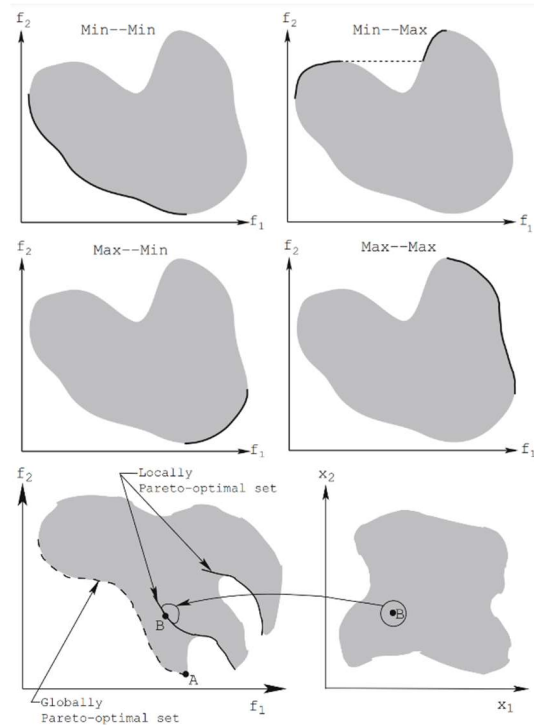 f2
Min--Min
f1
f2
Min--Max
f1
f2
Max--Min
f1
f2
Max--Max
f1
f2
Locally
Pareto-optimal set
B
A
Globally
Pareto-optimal set
f1
x2
B
x1